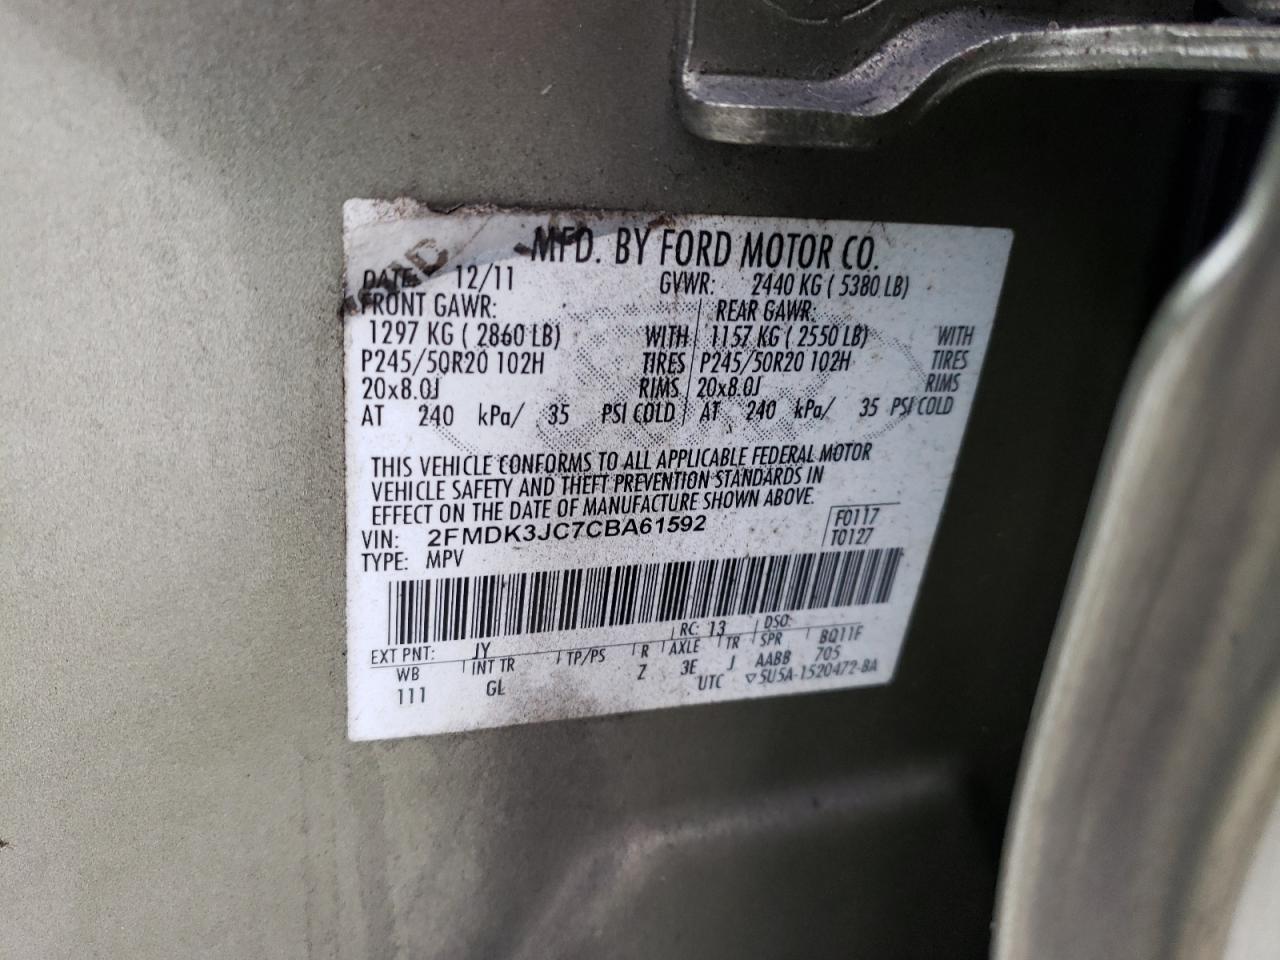 MFD. BY FORD MOTOR CO.
DATE: 12/11 GVWR: 2440 KG ( 5380 LB)
FRONT GAWR: REAR GAWR:
1297 KG ( 2860 LB) WITH 1157 KG ( 2550 LB) WITH
P245/50R20 102H TIRES P245/50R20 102H TIRES
20x8.0J RIMS 20x8.0J RIMS
AT 240 kPa/ 35 PSI COLD AT 240 kPa/ 35 PSI COLD
THIS VEHICLE CONFORMS TO ALL APPLICABLE FEDERAL MOTOR
VEHICLE SAFETY AND THEFT PREVENTION STANDARDS IN
EFFECT ON THE DATE OF MANUFACTURE SHOWN ABOVE.
VIN: 2FMDK3JC7CBA61592 F0117
TYPE: MPV T0127
EXT PNT: JY RC: 13 DSO:
WB INT TR TP/PS R AXLE TR SPR BQ11F
111 GL Z 3E J AABB 705
UTC ▽5U5A-1520472-BA